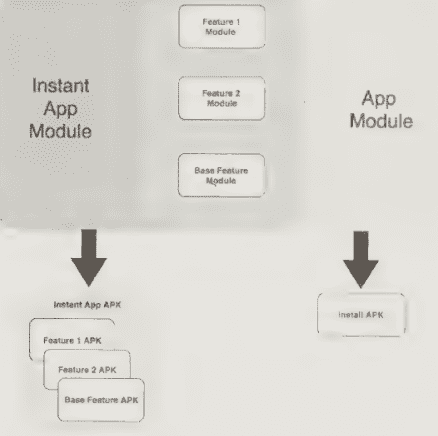 Feature 1
Module
Instant
App
Module
Feature 2
Module
App
Module
Base Feature
Module
Instant App APK
Feature 1 APK
Feature 2 APK
Base Feature APK
Install APK